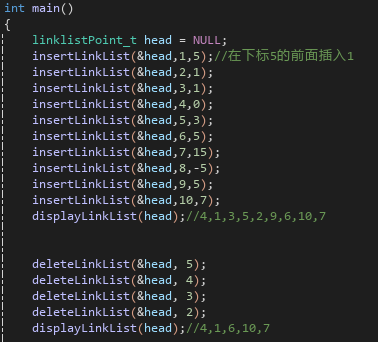 int main()
{
linklistPoint_t head = NULL;
insertLinkList(&head,1,5);//在下标5的前面插入1
insertLinkList(&head,2,1);
insertLinkList(&head,3,1);
insertLinkList(&head,4,0);
insertLinkList(&head,5,3);
insertLinkList(&head,6,5);
insertLinkList(&head,7,15);
insertLinkList(&head,8,-5);
insertLinkList(&head,9,5);
insertLinkList(&head,10,7);
displayLinkList(head);//4,1,3,5,2,9,6,10,7
deleteLinkList(&head, 5);
deleteLinkList(&head, 4);
deleteLinkList(&head, 3);
deleteLinkList(&head, 2);
displayLinkList(head);//4,1,6,10,7